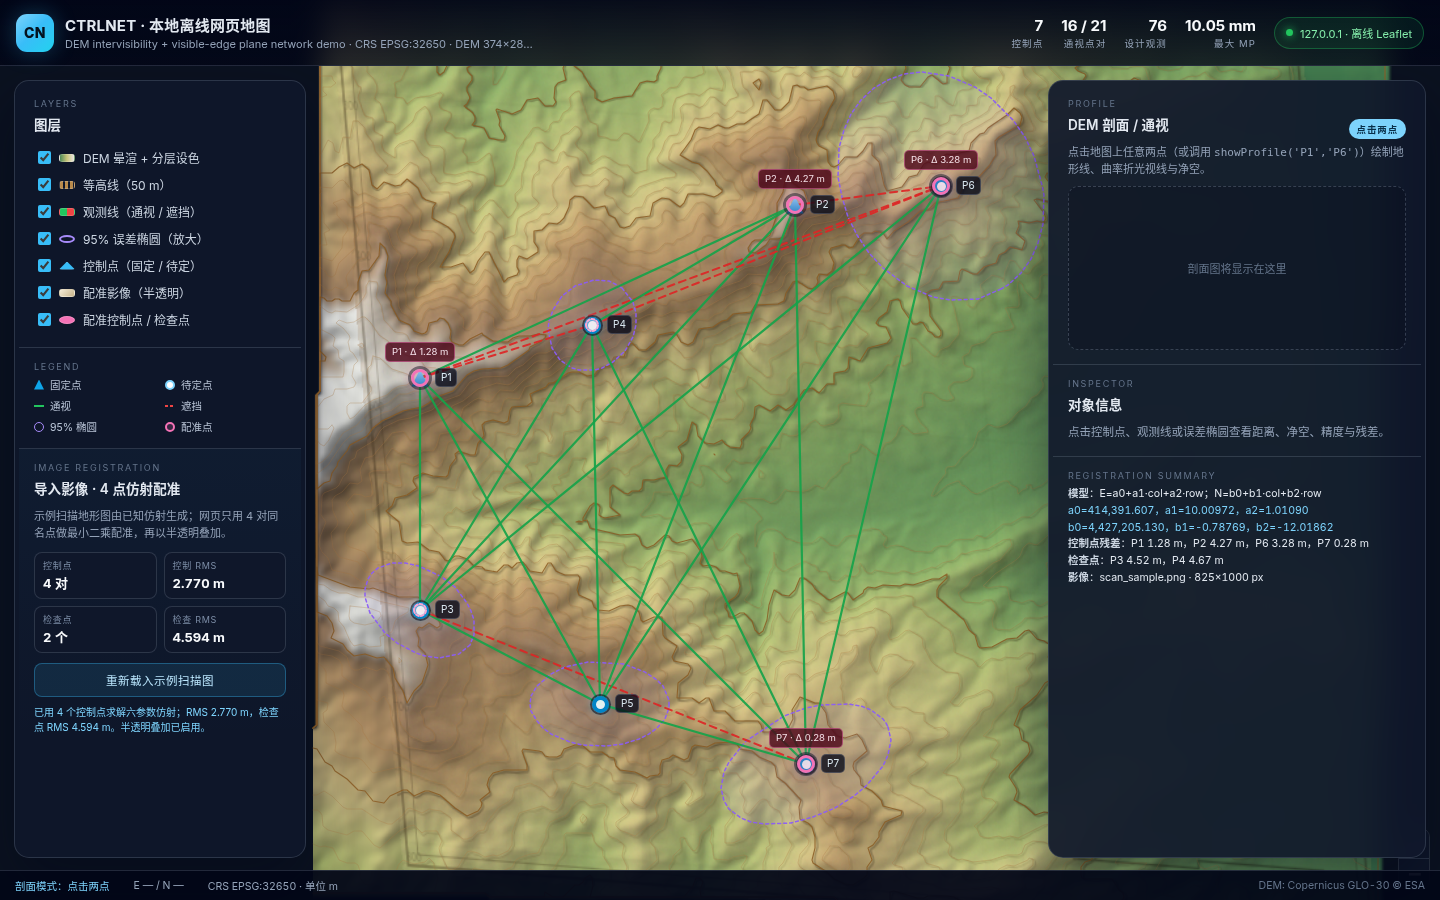 CN
CTRLNET · 本地离线网页地图
DEM intervisibility + visible-edge plane network demo · CRS EPSG:32650 · DEM 374×28...
7
控制点
16 / 21
通视点对
76
设计观测
10.05 mm
最大 MP
127.0.0.1 · 离线 Leaflet
LAYERS
图层
DEM 晕渲 + 分层设色
等高线（50 m）
观测线（通视 / 遮挡）
95% 误差椭圆（放大）
控制点（固定 / 待定）
配准影像（半透明）
配准控制点 / 检查点
LEGEND
固定点
待定点
通视
遮挡
95% 椭圆
配准点
IMAGE REGISTRATION
导入影像 · 4 点仿射配准
示例扫描地形图由已知仿射生成；网页只用 4 对同
名点做最小二乘配准，再以半透明叠加。
控制点
4 对
控制 RMS
2.770 m
检查点
2 个
检查 RMS
4.594 m
重新载入示例扫描图
已用 4 个控制点求解六参数仿射；RMS 2.770 m，检查
点 RMS 4.594 m。半透明叠加已启用。
P6 · Δ 3.28 m
P6
P2 · Δ 4.27 m
P2
P4
P1 · Δ 1.28 m
P1
P3
P5
P7 · Δ 0.28 m
P7
PROFILE
DEM 剖面 / 通视
点击两点
点击地图上任意两点（或调用 showProfile('P1','P6')）绘制地
形线、曲率折光视线与净空。
剖面图将显示在这里
INSPECTOR
对象信息
点击控制点、观测线或误差椭圆查看距离、净空、精度与残差。
REGISTRATION SUMMARY
模型：E=a0+a1·col+a2·row；N=b0+b1·col+b2·row
a0=414,391.607，a1=10.00972，a2=1.01090
b0=4,427,205.130，b1=-0.78769，b2=-12.01862
控制点残差：P1 1.28 m，P2 4.27 m，P6 3.28 m，P7 0.28 m
检查点：P3 4.52 m，P4 4.67 m
影像：scan_sample.png · 825×1000 px
剖面模式：点击两点
E — / N —
CRS EPSG:32650 · 单位 m
DEM: Copernicus GLO-30 © ESA